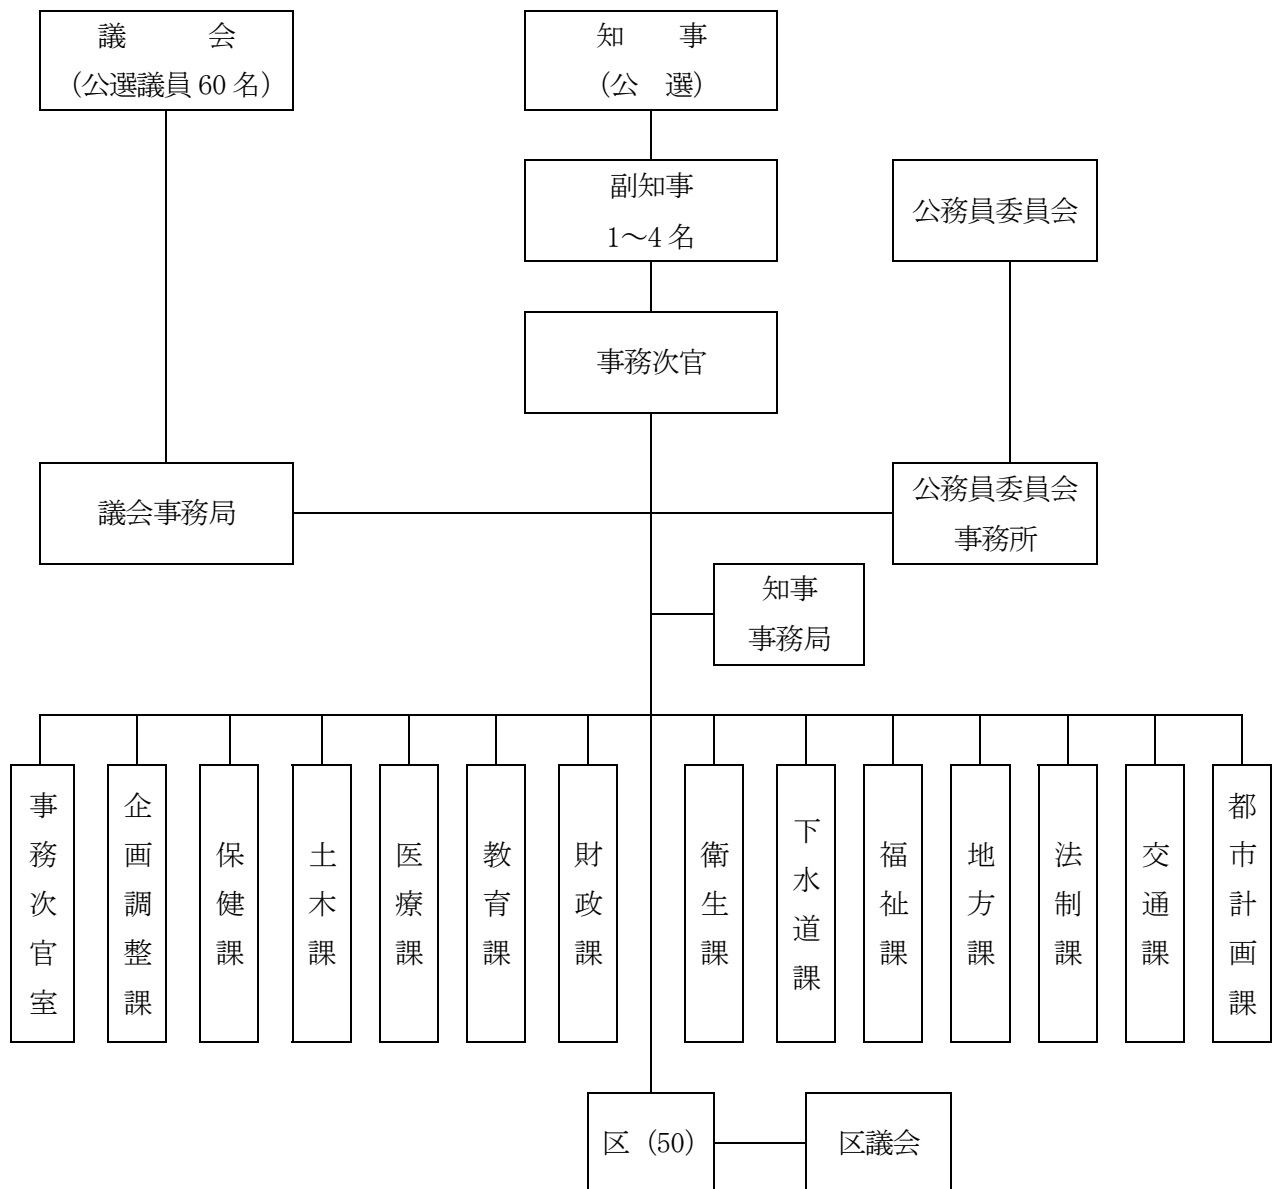 議　　　会
（公選議員 60 名）
知　　事
（公　選）
副知事
1～4 名
公務員委員会
事務次官
議会事務局
公務員委員会
事務所
知事
事務局
事務次官室
企画調整課
保健課
土木課
医療課
教育課
財政課
衛生課
下水道課
福祉課
地方課
法制課
交通課
都市計画課
区（50）
区議会